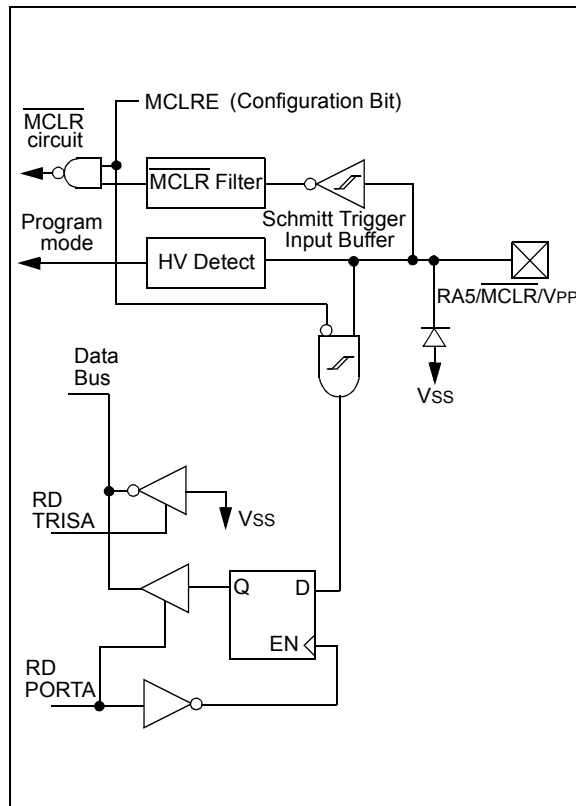 MCLRE (Configuration Bit)
MCLR
circuit
MCLR Filter
Schmitt Trigger
Input Buffer
Program
mode
HV Detect
RA5/MCLR/VPP
VSS
Data
Bus
RD
TRISA
VSS
Q D
EN
RD
PORTA